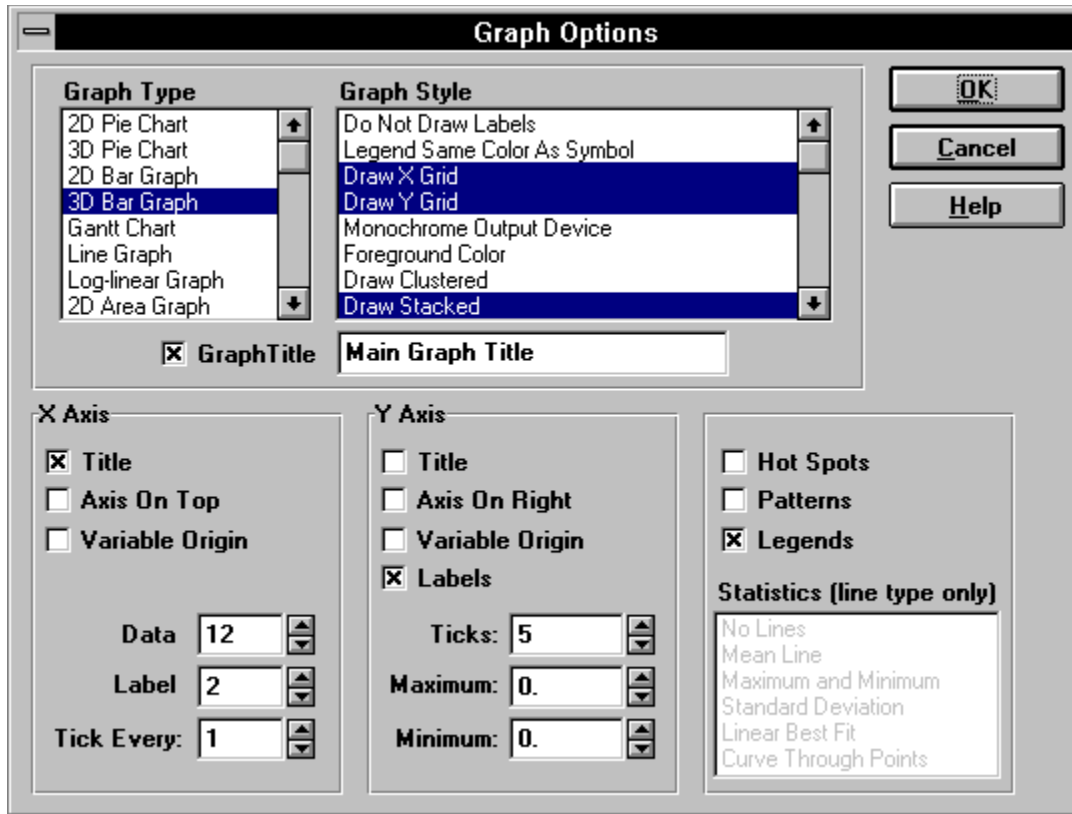 Graph Options
Graph Type
2D Pie Chart
3D Pie Chart
2D Bar Graph
3D Bar Graph
Gantt Chart
Line Graph
Log-linear Graph
2D Area Graph
Graph Style
Do Not Draw Labels
Legend Same Color As Symbol
Draw X Grid
Draw Y Grid
Monochrome Output Device
Foreground Color
Draw Clustered
Draw Stacked
OK
Cancel
Help
GraphTitle
Main Graph Title
X Axis
Title
Axis On Top
Variable Origin
Data 12
Label 2
Tick Every: 1
Y Axis
Title
Axis On Right
Variable Origin
Labels
Ticks: 5
Maximum: 0.
Minimum: 0.
Hot Spots
Patterns
Legends
Statistics (line type only)
No Lines
Mean Line
Maximum and Minimum
Standard Deviation
Linear Best Fit
Curve Through Points